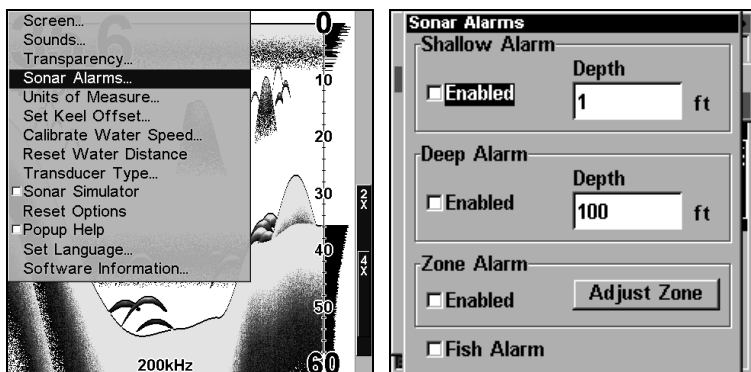 Screen...
Sounds...
Transparency...
Sonar Alarms...
Units of Measure...
Set Keel Offset...
Calibrate Water Speed...
Reset Water Distance
Transducer Type...
Sonar Simulator
Reset Options
Popup Help
Set Language...
Software Information...
0
10
20
30
40
50
60
2X
4X
200kHz
Sonar Alarms
Shallow Alarm
Enabled
Depth
1 ft
Deep Alarm
Enabled
Depth
100 ft
Zone Alarm
Enabled
Adjust Zone
Fish Alarm